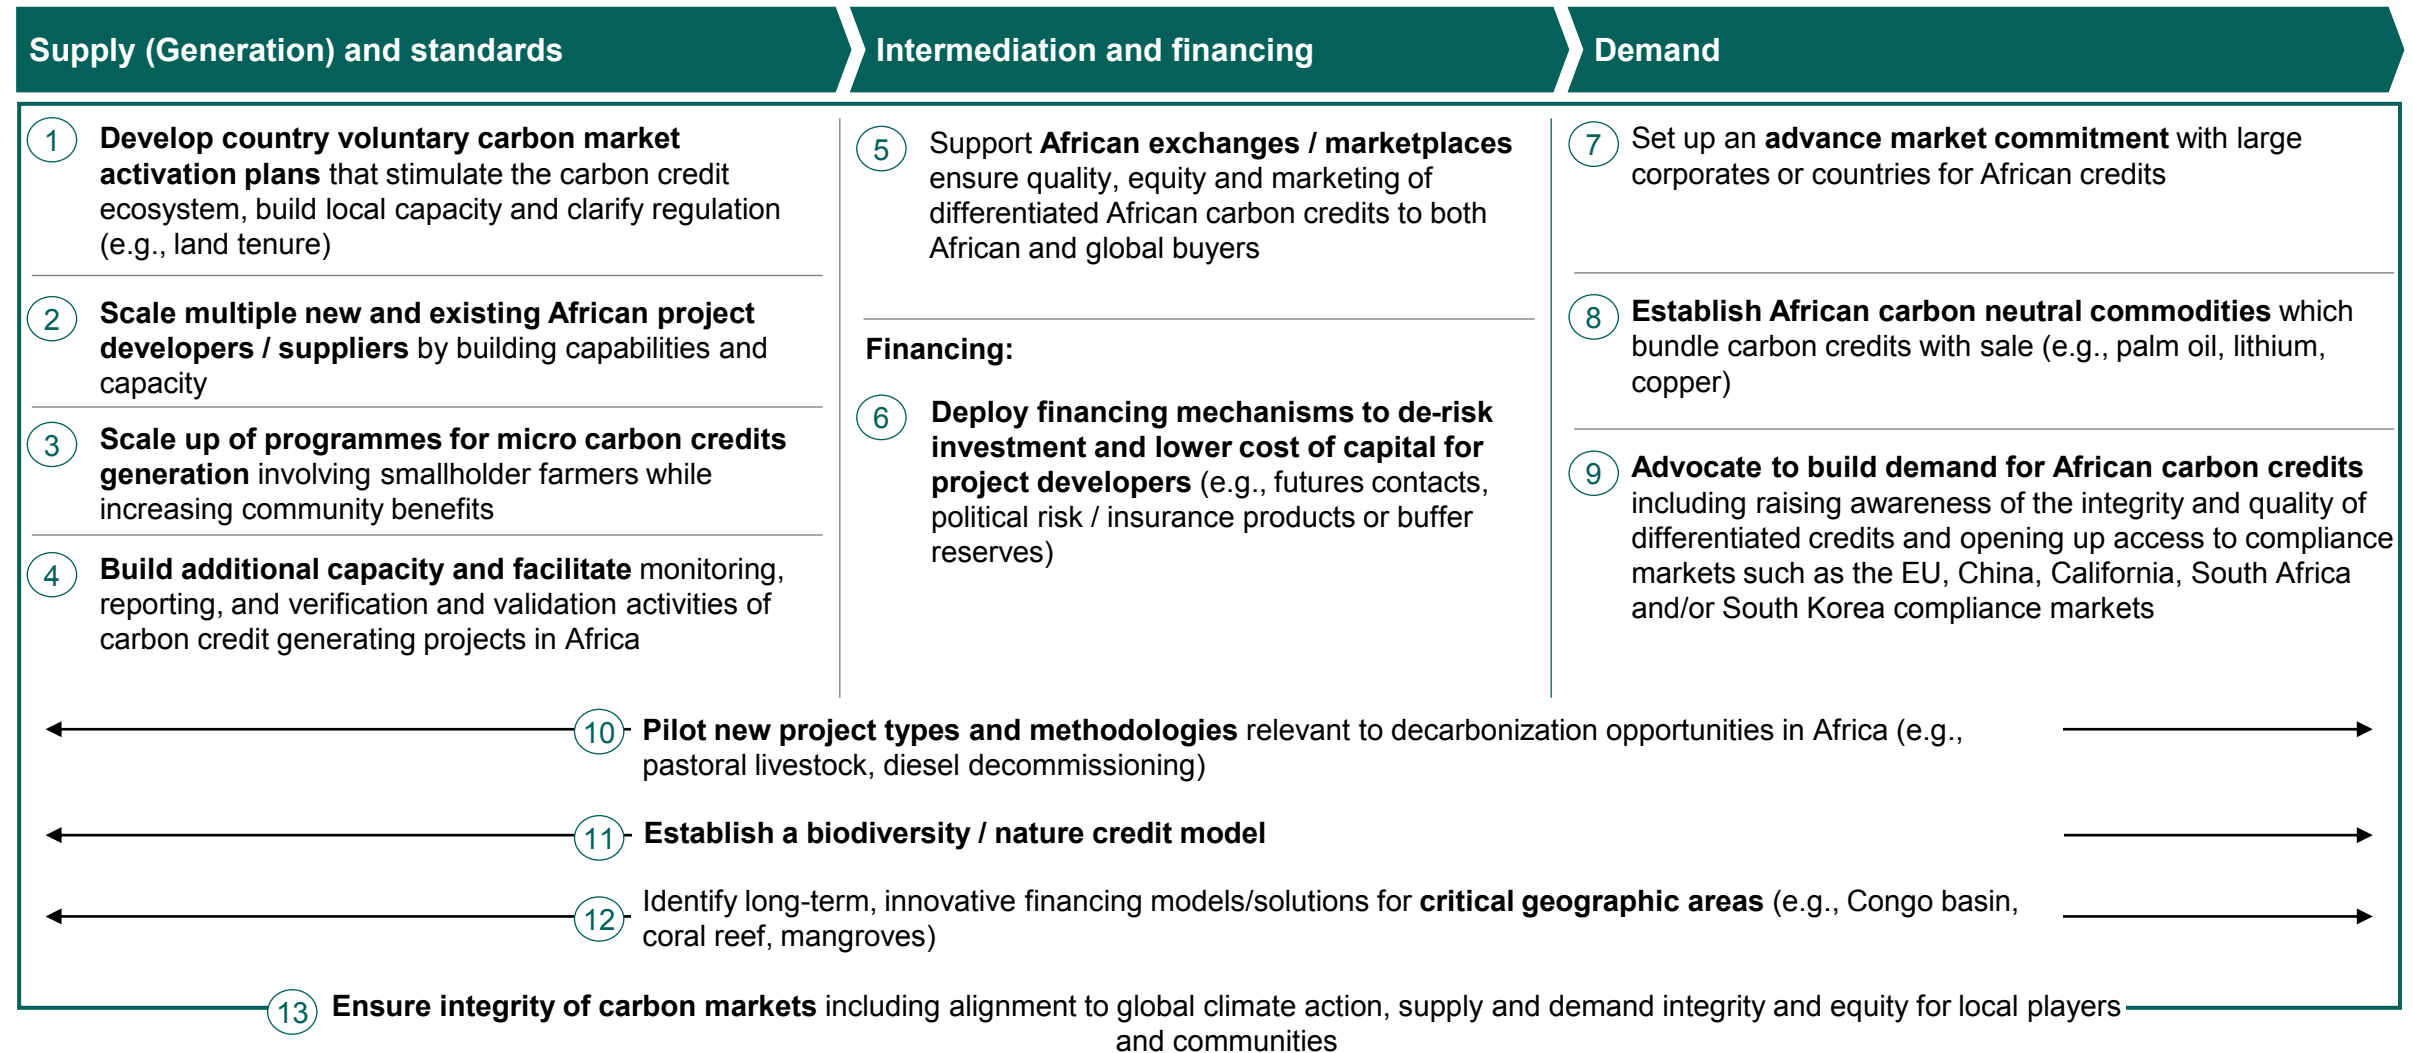 Supply (Generation) and standards
Intermediation and financing
Demand
1
Develop country voluntary carbon market
activation plans that stimulate the carbon credit
ecosystem, build local capacity and clarify regulation
(e.g., land tenure)
2
Scale multiple new and existing African project
developers / suppliers by building capabilities and
capacity
3
Scale up of programmes for micro carbon credits
generation involving smallholder farmers while
increasing community benefits
4
Build additional capacity and facilitate monitoring,
reporting, and verification and validation activities of
carbon credit generating projects in Africa
5
Support African exchanges / marketplaces
ensure quality, equity and marketing of
differentiated African carbon credits to both
African and global buyers
Financing:
6
Deploy financing mechanisms to de-risk
investment and lower cost of capital for
project developers (e.g., futures contacts,
political risk / insurance products or buffer
reserves)
7
Set up an advance market commitment with large
corporates or countries for African credits
8
Establish African carbon neutral commodities which
bundle carbon credits with sale (e.g., palm oil, lithium,
copper)
9
Advocate to build demand for African carbon credits
including raising awareness of the integrity and quality of
differentiated credits and opening up access to compliance
markets such as the EU, China, California, South Africa
and/or South Korea compliance markets
10
Pilot new project types and methodologies relevant to decarbonization opportunities in Africa (e.g.,
pastoral livestock, diesel decommissioning)
11
Establish a biodiversity / nature credit model
12
Identify long-term, innovative financing models/solutions for critical geographic areas (e.g., Congo basin,
coral reef, mangroves)
13
Ensure integrity of carbon markets including alignment to global climate action, supply and demand integrity and equity for local players
and communities